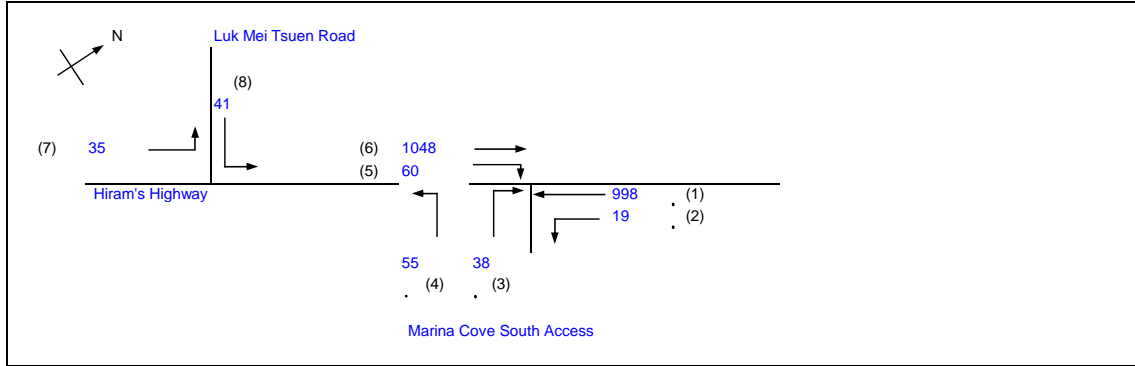 N Luk Mei Tsuen Road
(8)
41
(7) 35 (6) 1048
(5) 60
Hiram's Highway 998 (1)
19 (2)
55 38
(4) (3)
Marina Cove South Access